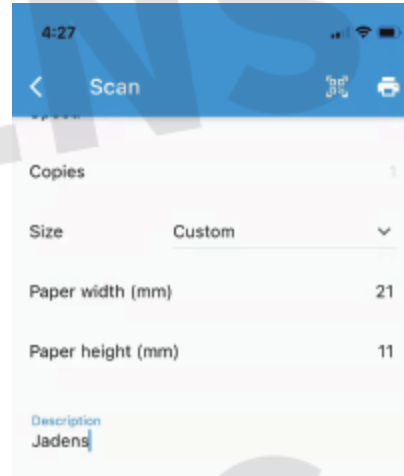 4:27
Scan
Copies 1
Size Custom
Paper width (mm) 21
Paper height (mm) 11
Description
Jadens